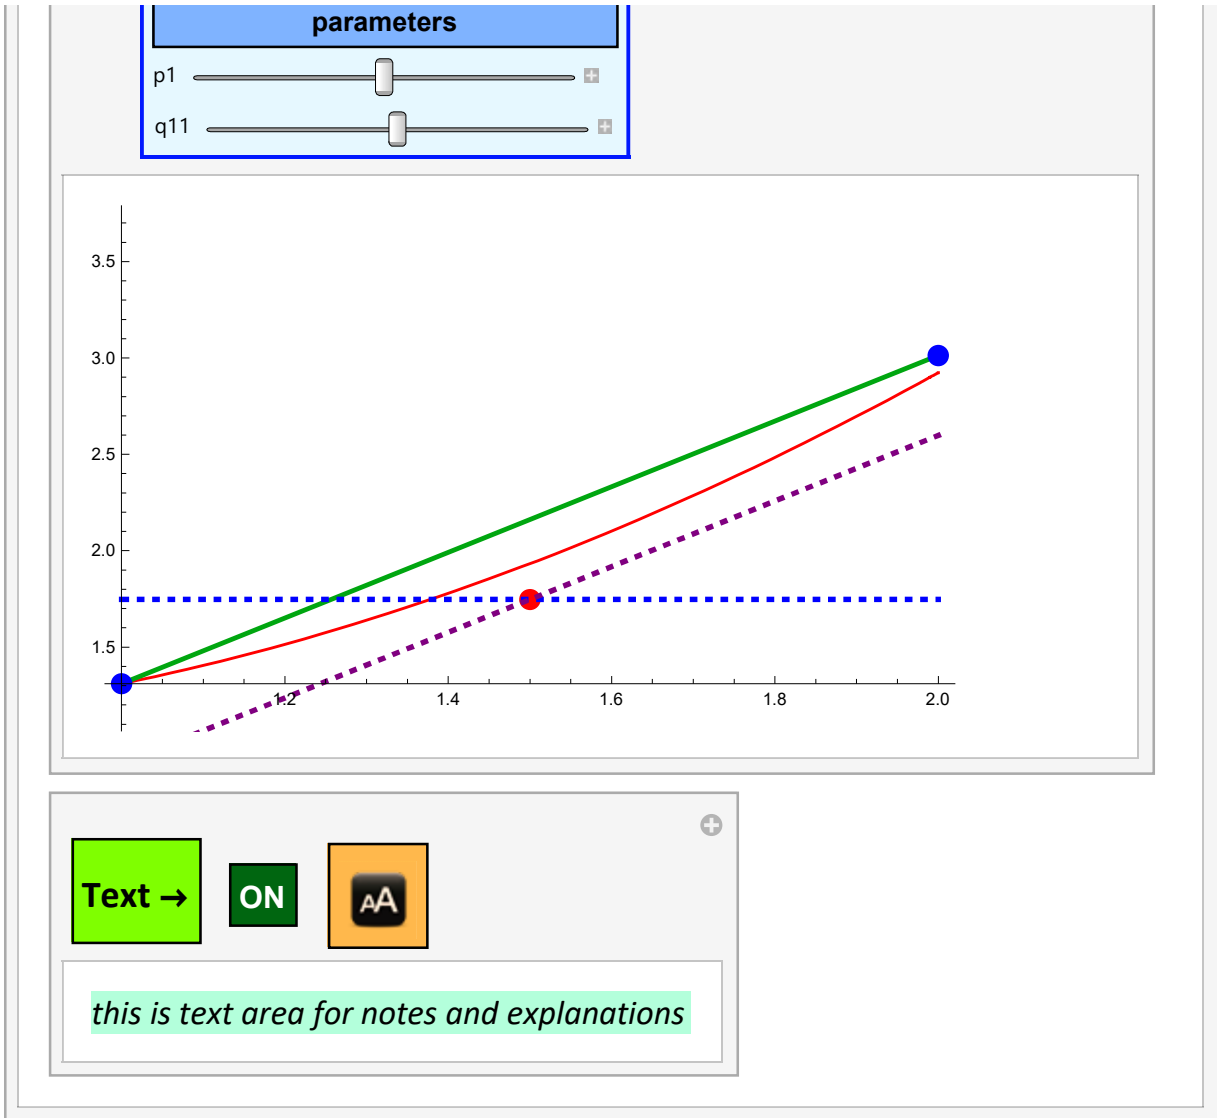 parameters
p1
q11
3.5
3.0
2.5
2.0
1.5
1.2 1.4 1.6 1.8 2.0
Text → ON AA
this is text area for notes and explanations